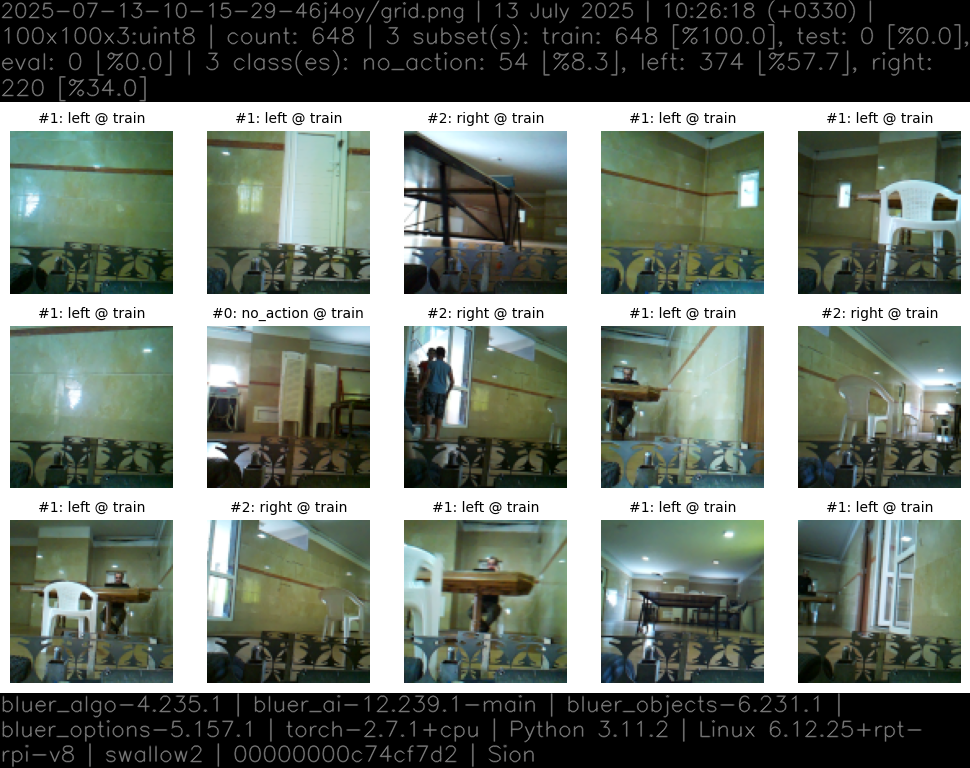 2025-07-13-10-15-29-46j4oy/grid.png | 13 July 2025 | 10:26:18 (+0330) |
100x100x3:uint8 | count: 648 | 3 subset(s): train: 648 [%100.0], test: 0 [%0.0],
eval: 0 [%0.0] | 3 class(es): no_action: 54 [%8.3], left: 374 [%57.7], right:
220 [%34.0]
#1: left @ train
#1: left @ train
#2: right @ train
#1: left @ train
#1: left @ train
#1: left @ train
#0: no_action @ train
#2: right @ train
#1: left @ train
#2: right @ train
#1: left @ train
#2: right @ train
#1: left @ train
#1: left @ train
#1: left @ train
bluer_algo-4.235.1 | bluer_ai-12.239.1-main | bluer_objects-6.231.1 |
bluer_options-5.157.1 | torch-2.7.1+cpu | Python 3.11.2 | Linux 6.12.25+rpt-
rpi-v8 | swallow2 | 00000000c74cf7d2 | Sion